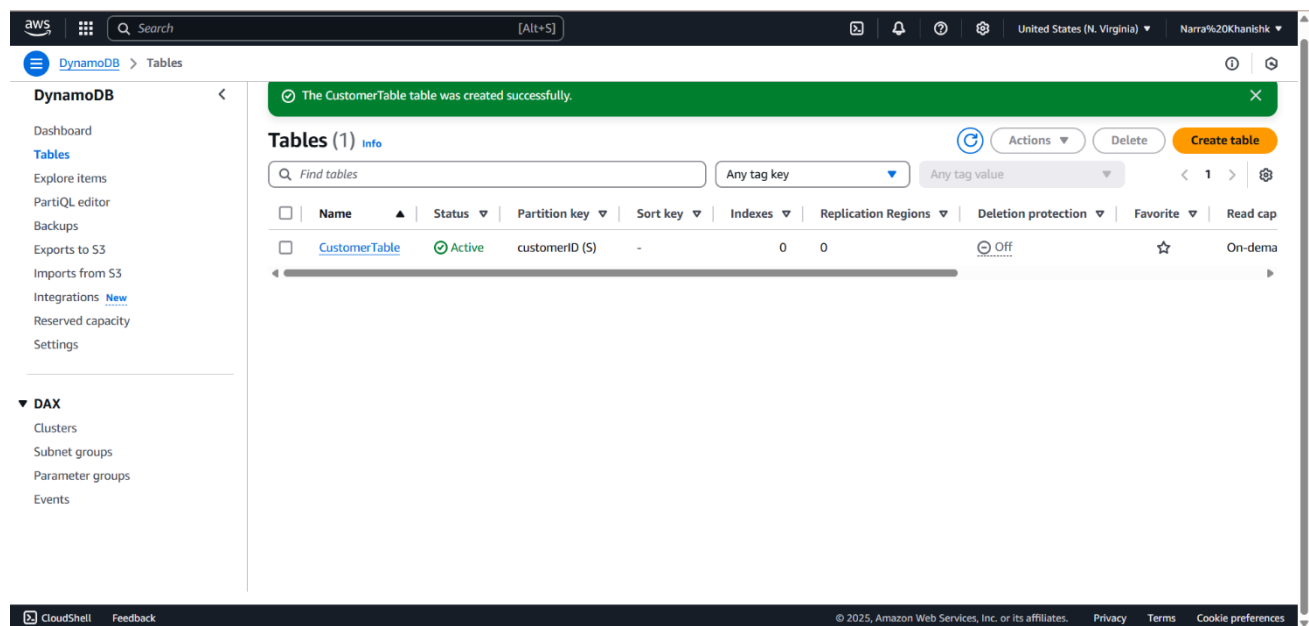 aws Search [Alt+S] United States (N. Virginia) Narra%20Khanishk
DynamoDB > Tables
DynamoDB
Dashboard
Tables
Explore items
PartiQL editor
Backups
Exports to S3
Imports from S3
Integrations New
Reserved capacity
Settings
DAX
Clusters
Subnet groups
Parameter groups
Events
The CustomerTable table was created successfully.
Tables (1) Info Actions Delete Create table
Find tables Any tag key Any tag value 1
Name Status Partition key Sort key Indexes Replication Regions Deletion protection Favorite Read cap
CustomerTable Active customerID (S) - 0 0 Off On-dema
CloudShell Feedback © 2025, Amazon Web Services, Inc. or its affiliates. Privacy Terms Cookie preferences